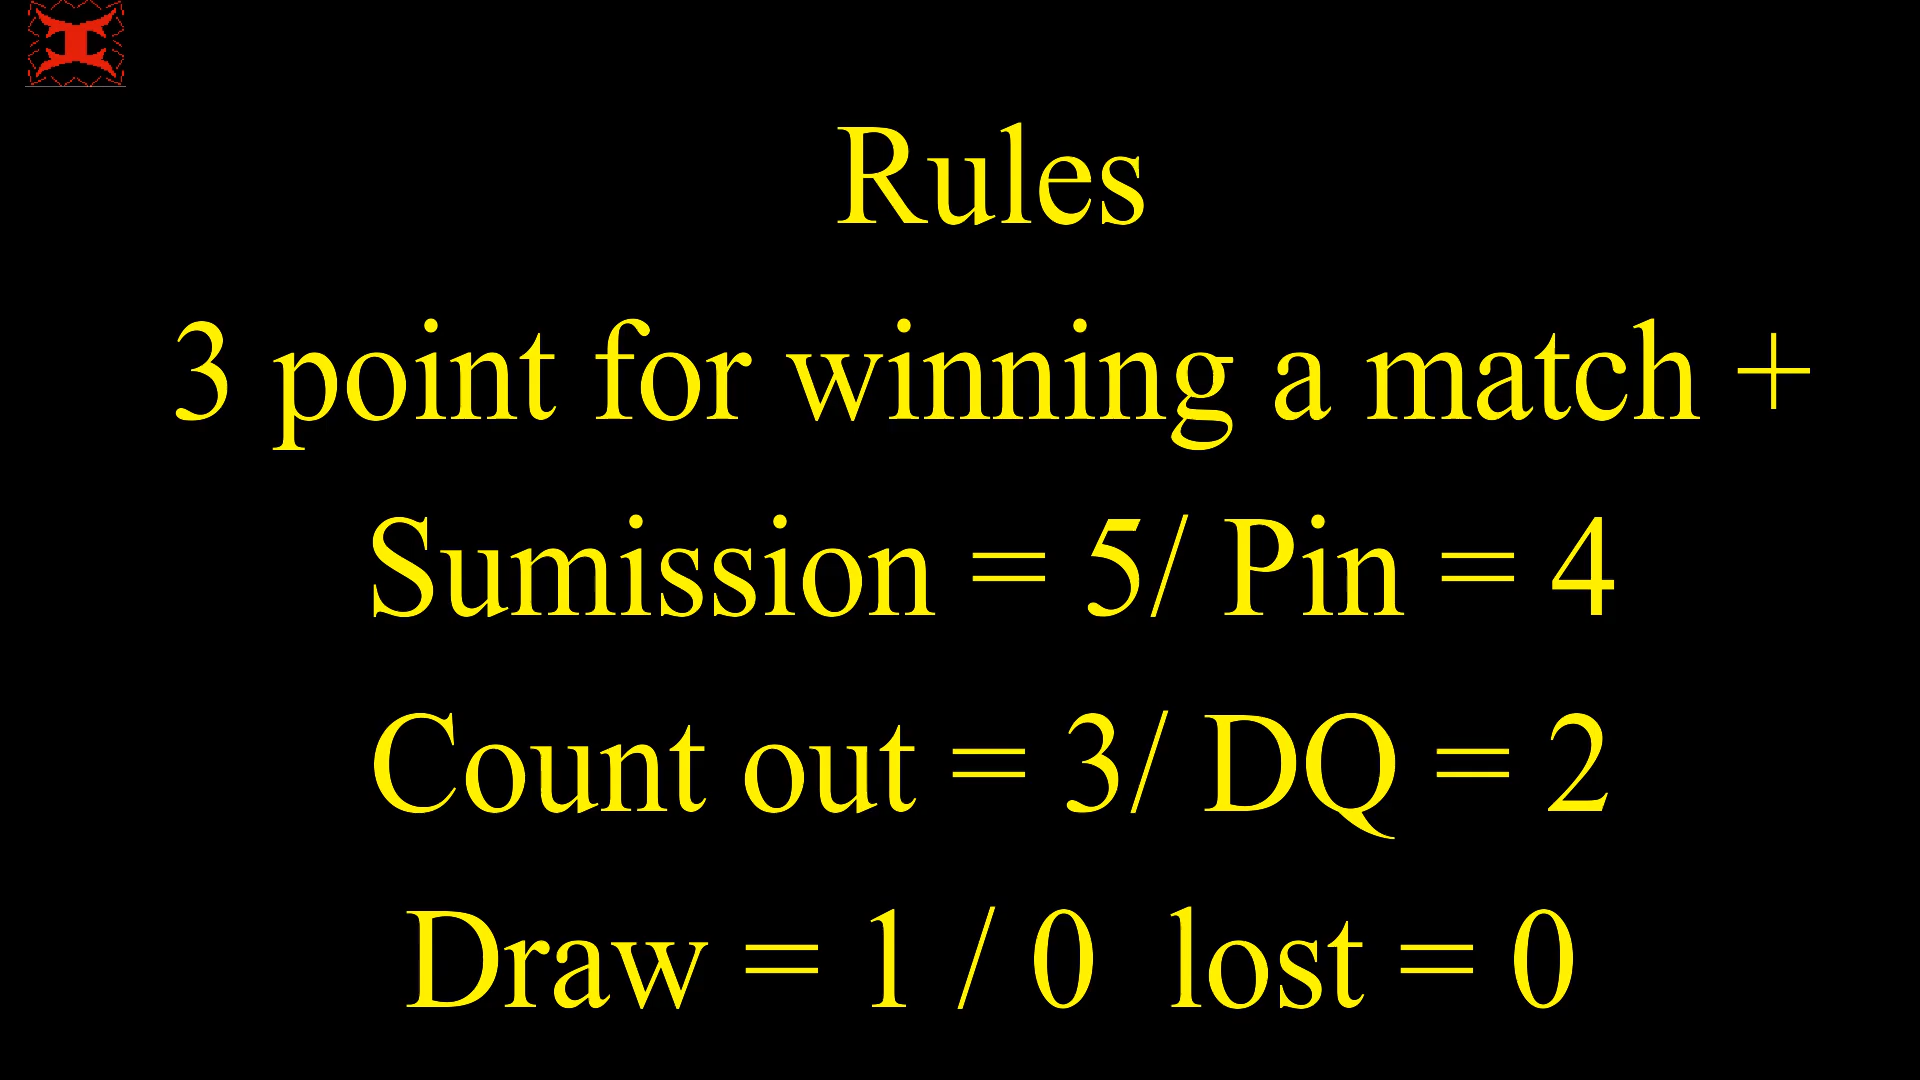 Rules
3 point for winning a match +
Sumission = 5/ Pin = 4
Count out = 3/ DQ = 2
Draw = 1 / 0  lost = 0